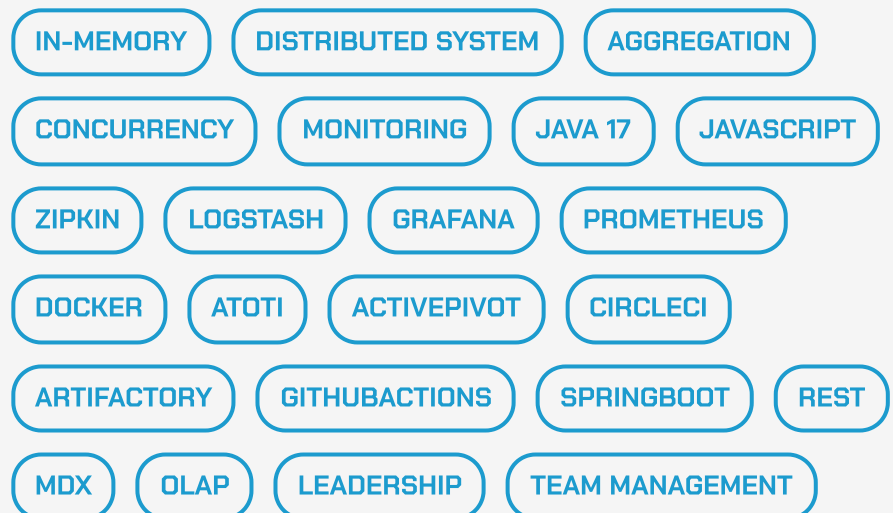 IN-MEMORY DISTRIBUTED SYSTEM AGGREGATION
CONCURRENCY MONITORING JAVA 17 JAVASCRIPT
ZIPKIN LOGSTASH GRAFANA PROMETHEUS
DOCKER ATOTI ACTIVEPIVOT CIRCLECI
ARTIFACTORY GITHUBACTIONS SPRINGBOOT REST
MDX OLAP LEADERSHIP TEAM MANAGEMENT